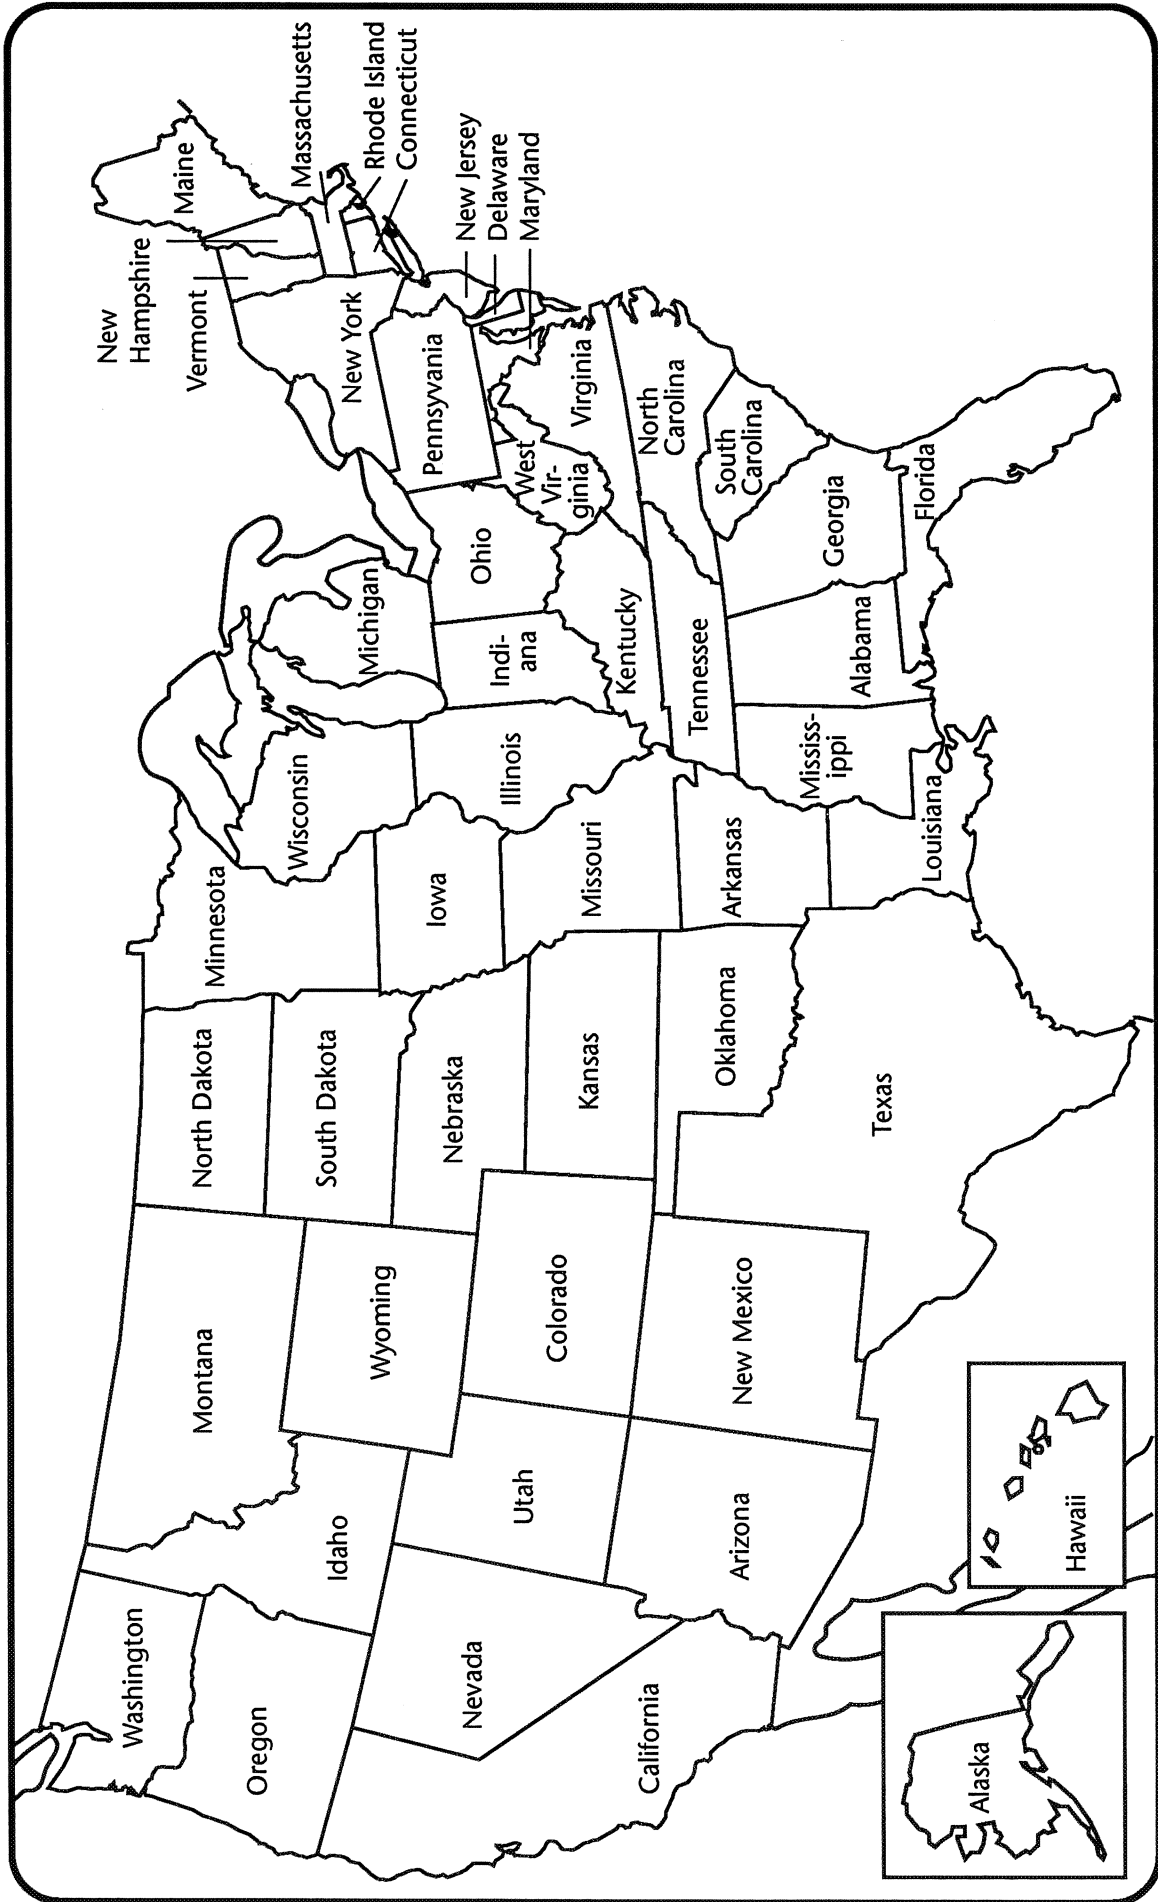 Washington
Oregon
California
Nevada
Idaho
Montana
Wyoming
Utah
Arizona
Colorado
New Mexico
North Dakota
South Dakota
Nebraska
Kansas
Oklahoma
Texas
Minnesota
Iowa
Missouri
Arkansas
Louisiana
Wisconsin
Illinois
Mississ-
ippi
Michigan
Indi-
ana
Kentucky
Tennessee
Alabama
Ohio
West
Vir-
ginia
Georgia
Florida
South
Carolina
North
Carolina
Virginia
Pennsyvania
New York
Vermont
New
Hampshire
Maine
Massachusetts
Rhode Island
Connecticut
New Jersey
Delaware
Maryland
Alaska
Hawaii